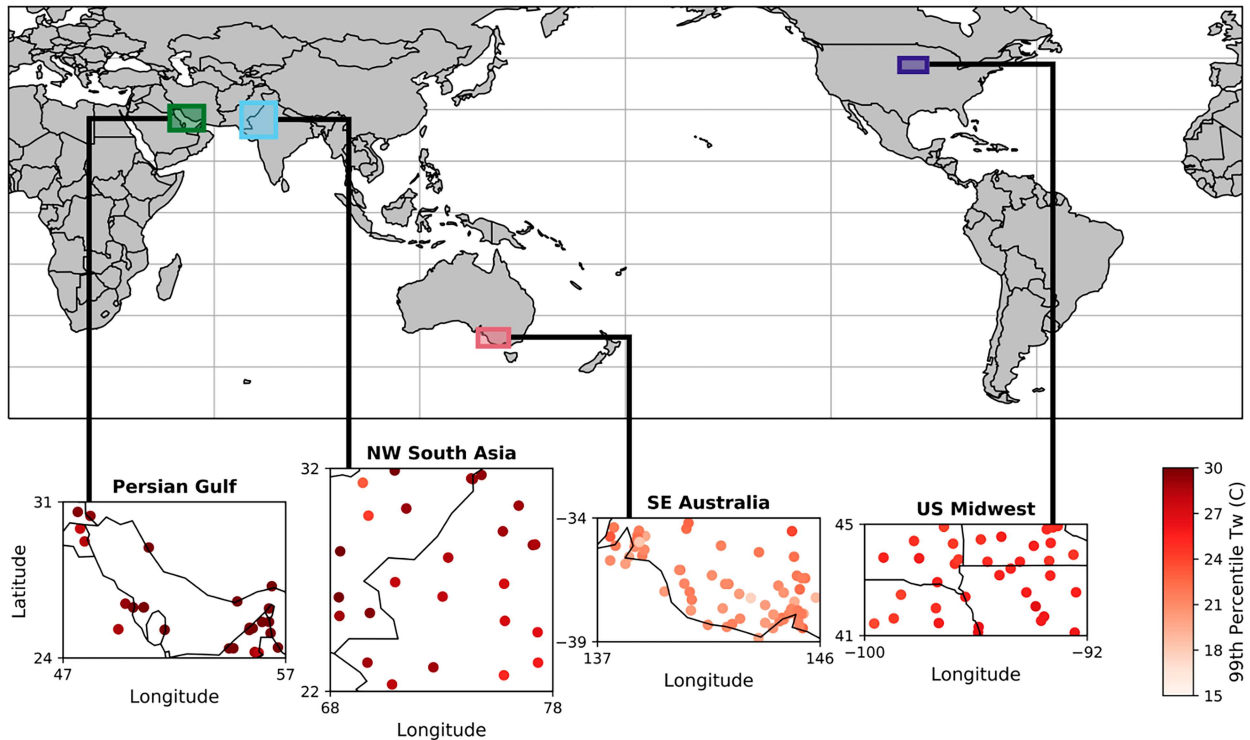 NW South Asia
Persian Gulf
SE Australia
US Midwest
31
24
47
57
Latitude
Longitude
32
22
68
78
Longitude
−34
−39
137
146
Longitude
45
41
−100
−92
Longitude
30
27
24
21
18
15
99th Percentile Tw (C)